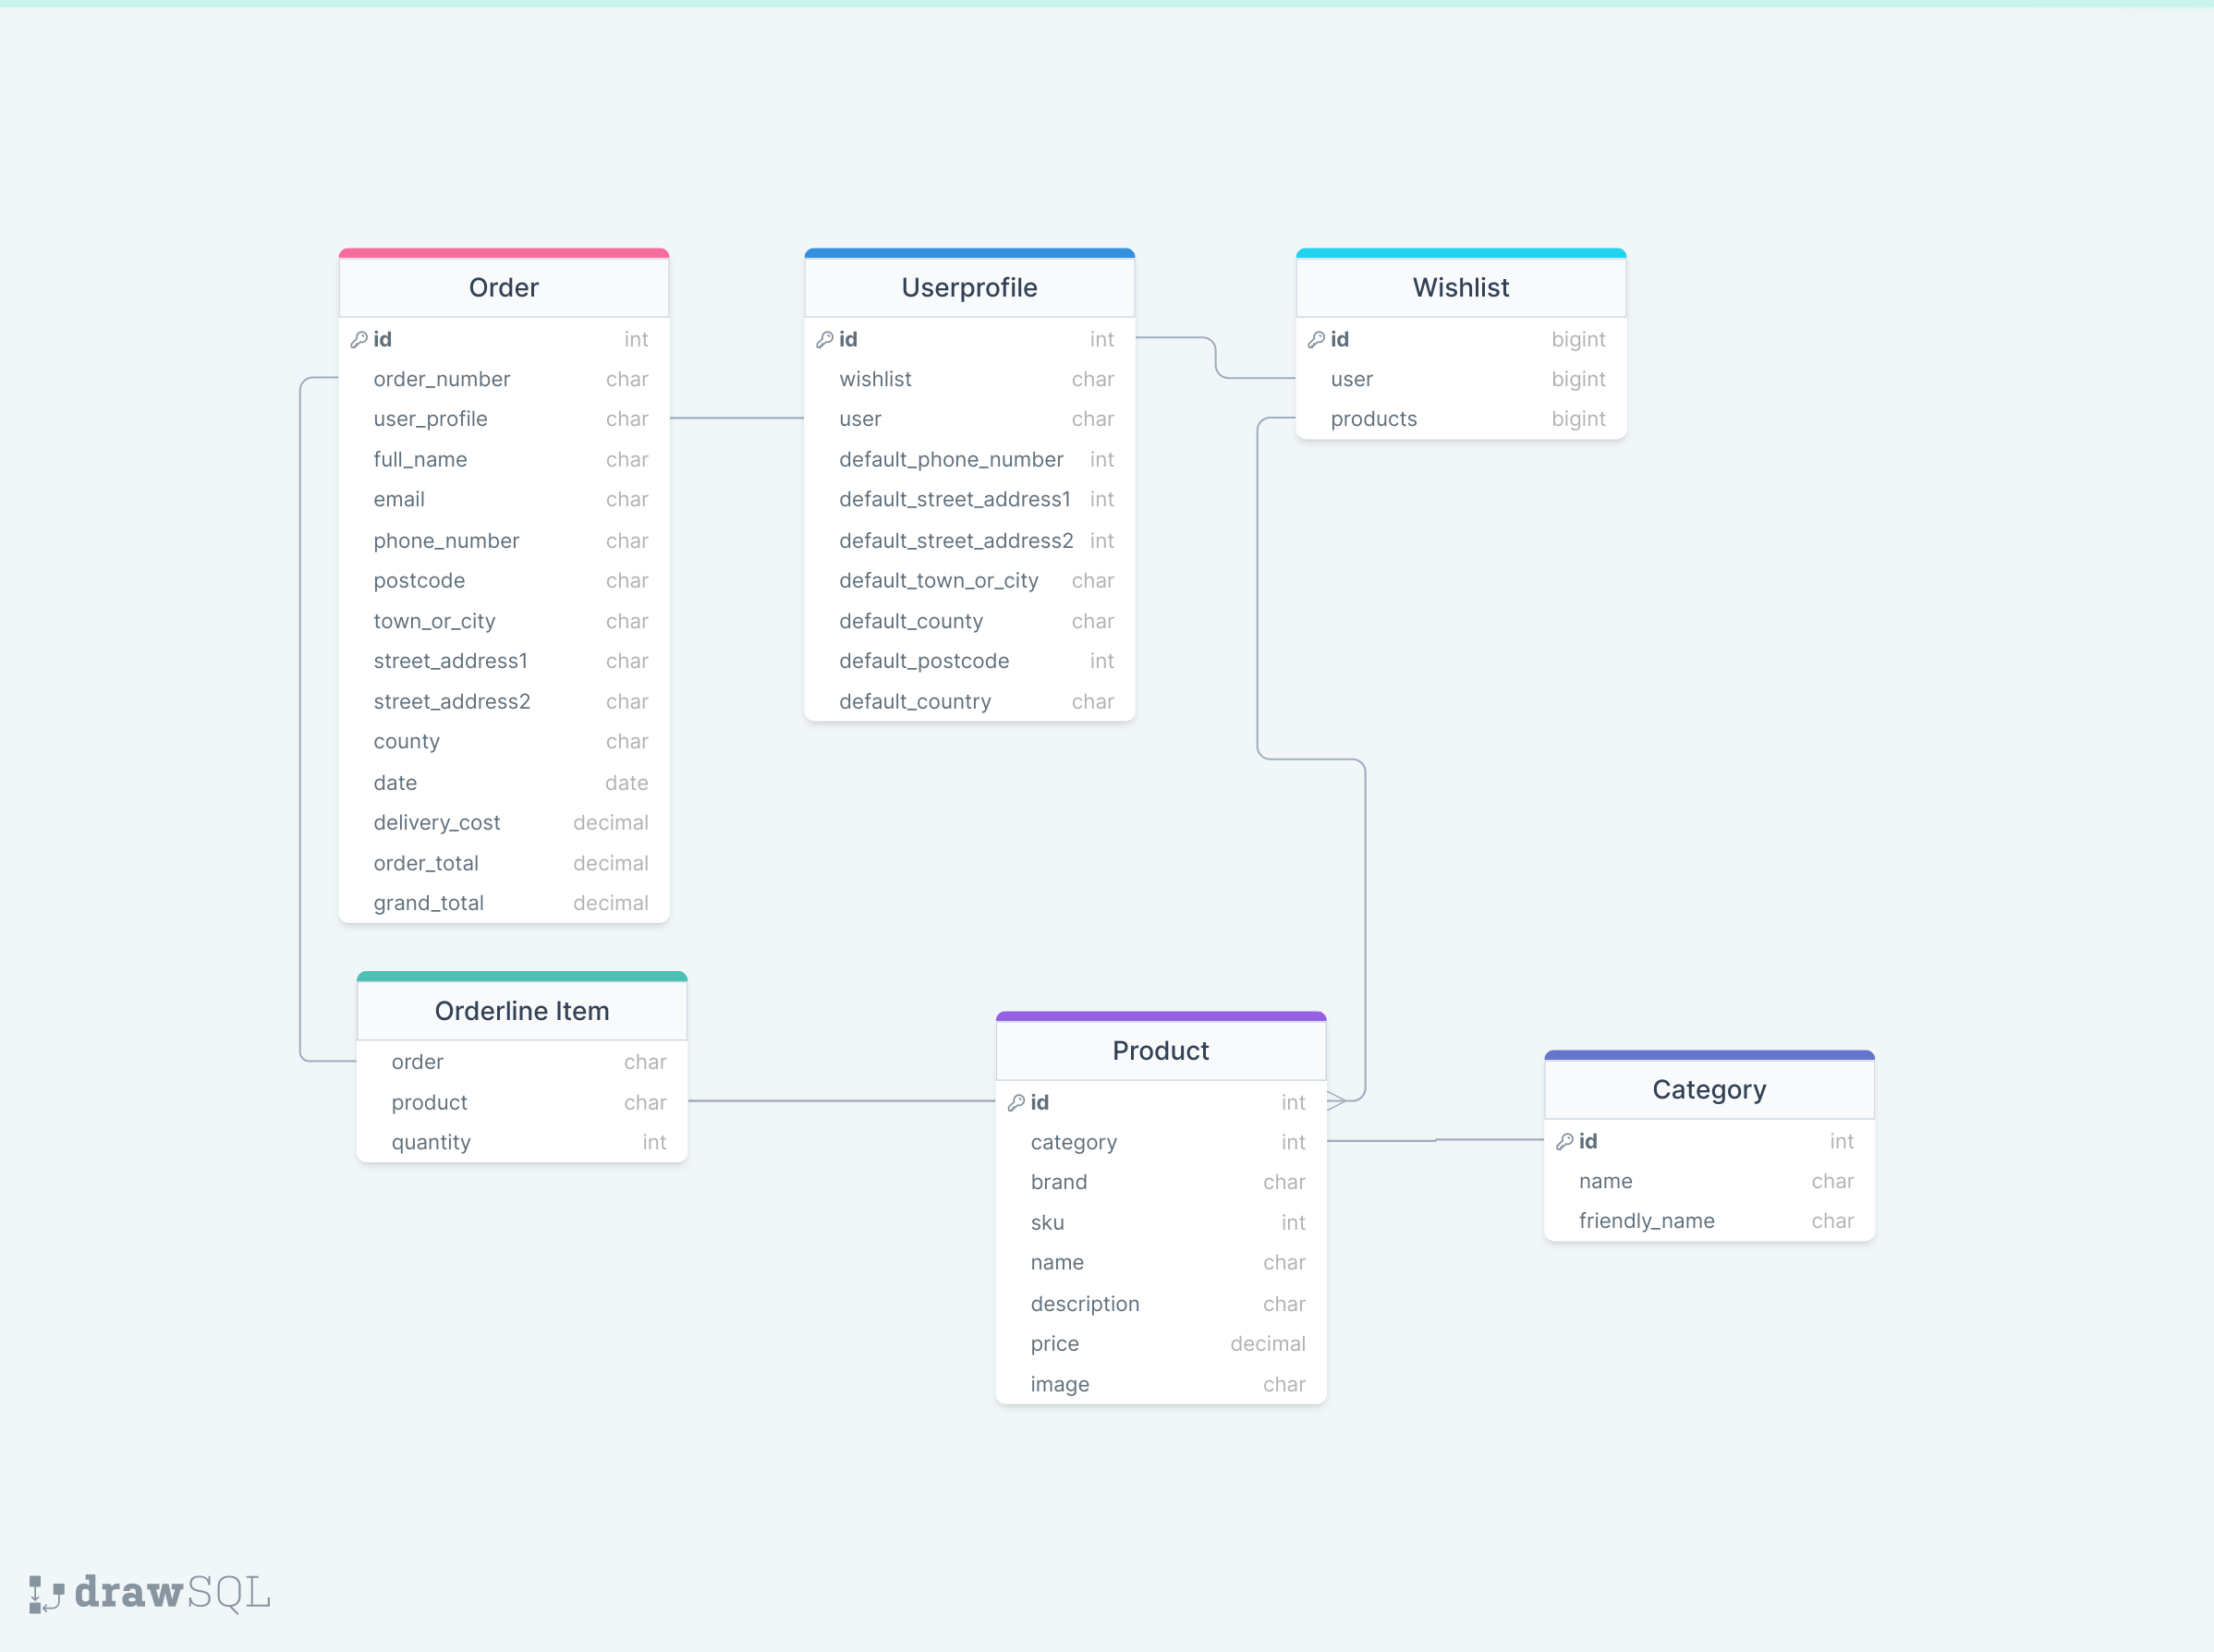 Order
id int
order_number char
user_profile char
full_name char
email char
phone_number char
postcode char
town_or_city char
street_address1 char
street_address2 char
county char
date date
delivery_cost decimal
order_total decimal
grand_total decimal
Userprofile
id int
wishlist char
user char
default_phone_number int
default_street_address1 int
default_street_address2 int
default_town_or_city char
default_county char
default_postcode int
default_country char
Wishlist
id bigint
user bigint
products bigint
Orderline Item
order char
product char
quantity int
Product
id int
category int
brand char
sku int
name char
description char
price decimal
image char
Category
id int
name char
friendly_name char
drawSQL